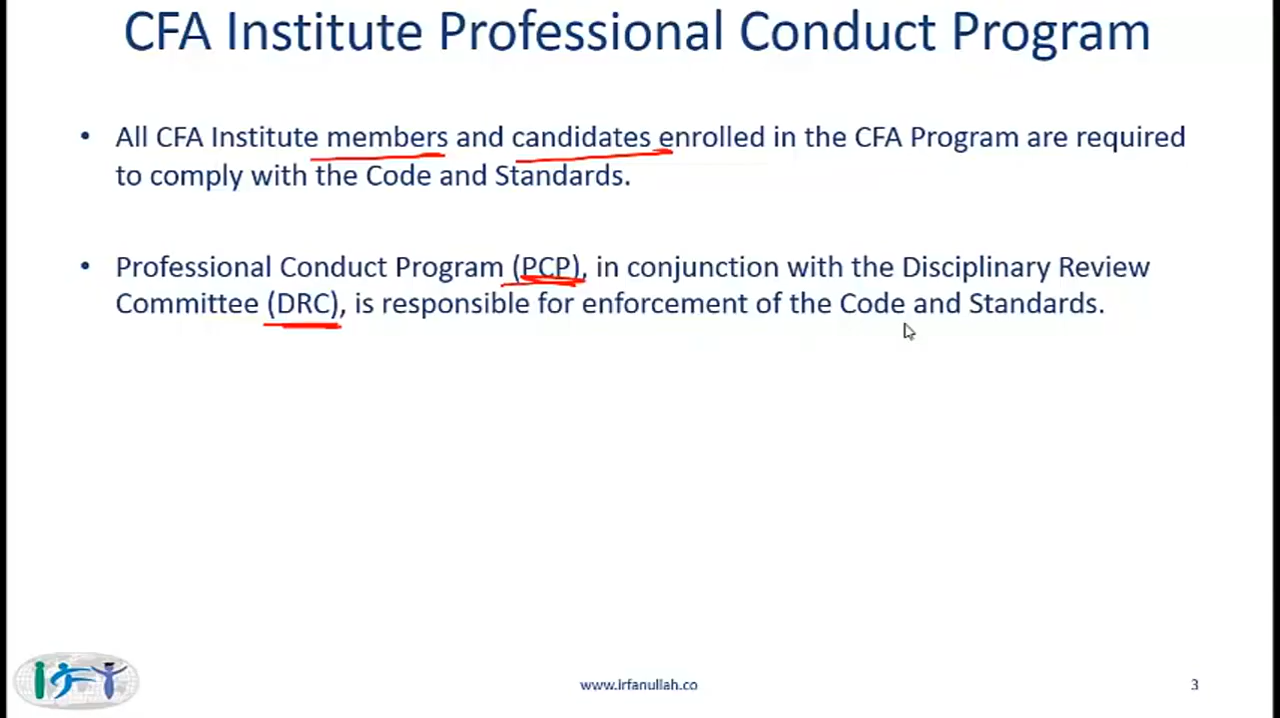 CFA Institute Professional Conduct Program
• All CFA Institute members and candidates enrolled in the CFA Program are required
to comply with the Code and Standards.
• Professional Conduct Program (PCP), in conjunction with the Disciplinary Review
Committee (DRC), is responsible for enforcement of the Code and Standards.
IFT
www.irfanullah.co
3